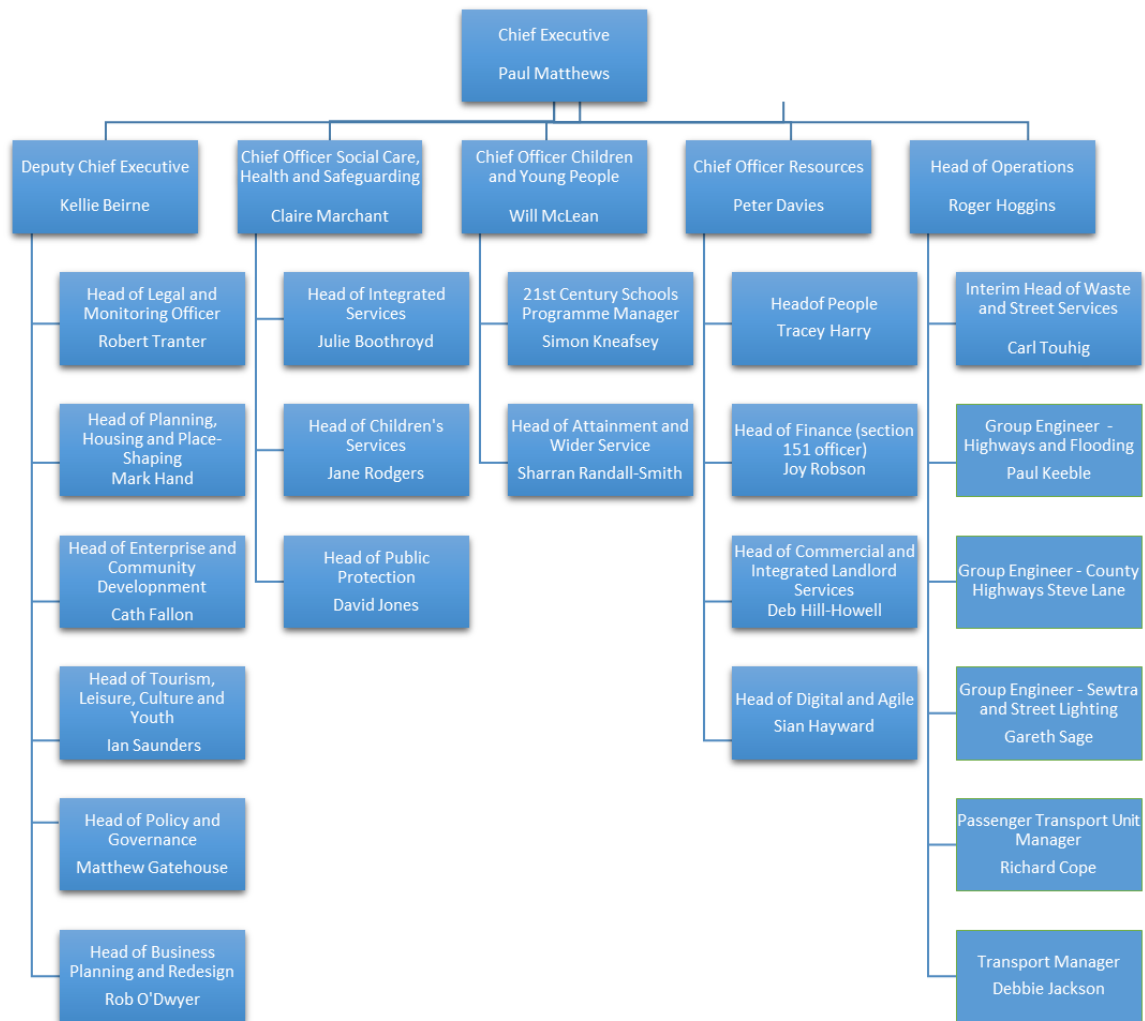 Chief Executive
Paul Matthews
Deputy Chief Executive
Kellie Beirne
Chief Officer Social Care,
Health and Safeguarding
Claire Marchant
Chief Officer Children
and Young People
Will McLean
Chief Officer Resources
Peter Davies
Head of Operations
Roger Hoggins
Head of Legal and
Monitoring Officer
Robert Tranter
Head of Planning,
Housing and Place-
Shaping
Mark Hand
Head of Enterprise and
Community
Developnment
Cath Fallon
Head of Tourism,
Leisure, Culture and
Youth
Ian Saunders
Head of Policy and
Governance
Matthew Gatehouse
Head of Business
Planning and Redesign
Rob O'Dwyer
Head of Integrated
Services
Julie Boothroyd
Head of Children's
Services
Jane Rodgers
Head of Public
Protection
David Jones
21st Century Schools
Programme Manager
Simon Kneafsey
Head of Attainment and
Wider Service
Sharran Randall-Smith
Headof People
Tracey Harry
Head of Finance (section
151 officer)
Joy Robson
Head of Commercial and
Integrated Landlord
Services
Deb Hill-Howell
Head of Digital and Agile
Sian Hayward
Interim Head of Waste
and Street Services
Carl Touhig
Group Engineer -
Highways and Flooding
Paul Keeble
Group Engineer - County
Highways Steve Lane
Group Engineer - Sewtra
and Street Lighting
Gareth Sage
Passenger Transport Unit
Manager
Richard Cope
Transport Manager
Debbie Jackson